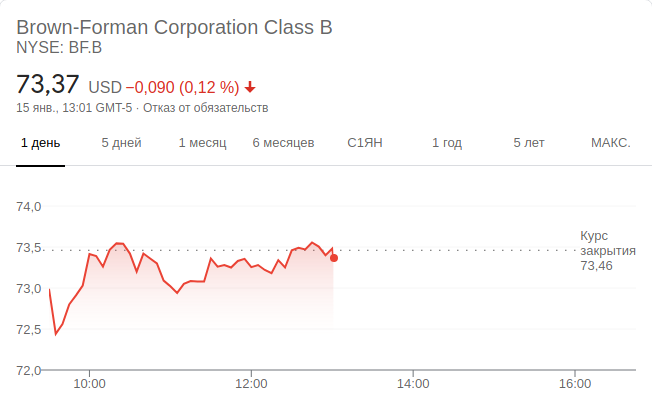 Brown-Forman Corporation Class B
NYSE: BF.B
73,37 USD −0,090 (0,12 %)
15 янв., 13:01 GMT-5 · Отказ от обязательств
1 день 5 дней 1 месяц 6 месяцев С1ЯН 1 год 5 лет МАКС.
74,0
73,5
73,0
72,5
72,0
Курс
закрытия
73,46
10:00 12:00 14:00 16:00